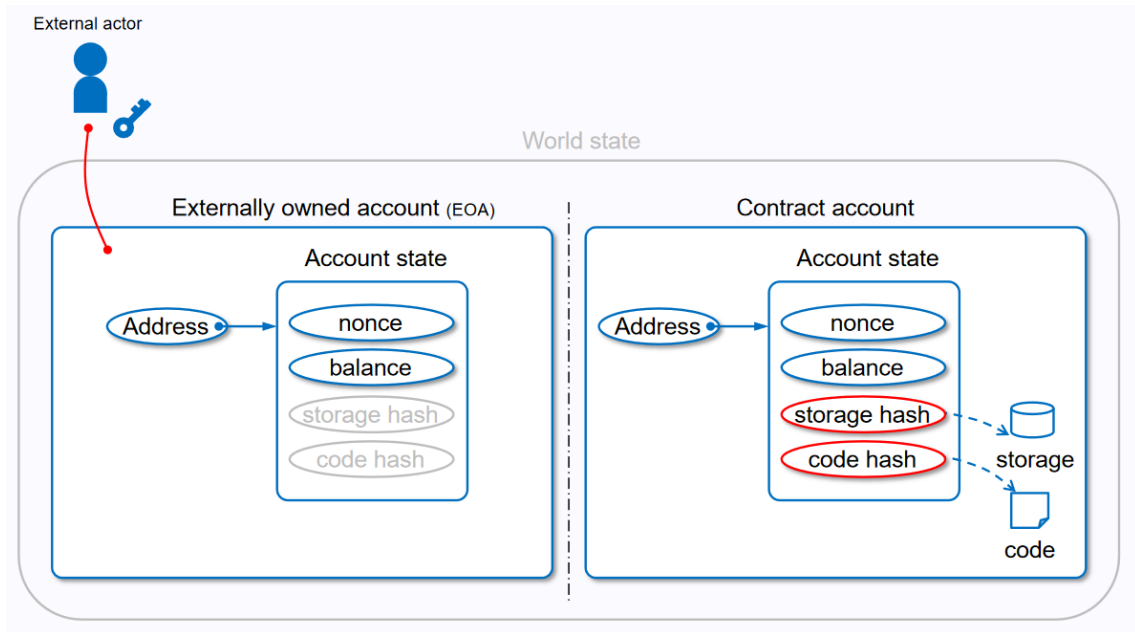 External actor
World state
Externally owned account (EOA)
Account state
Address
nonce
balance
storage hash
code hash
Contract account
Account state
Address
nonce
balance
storage hash
code hash
storage
code